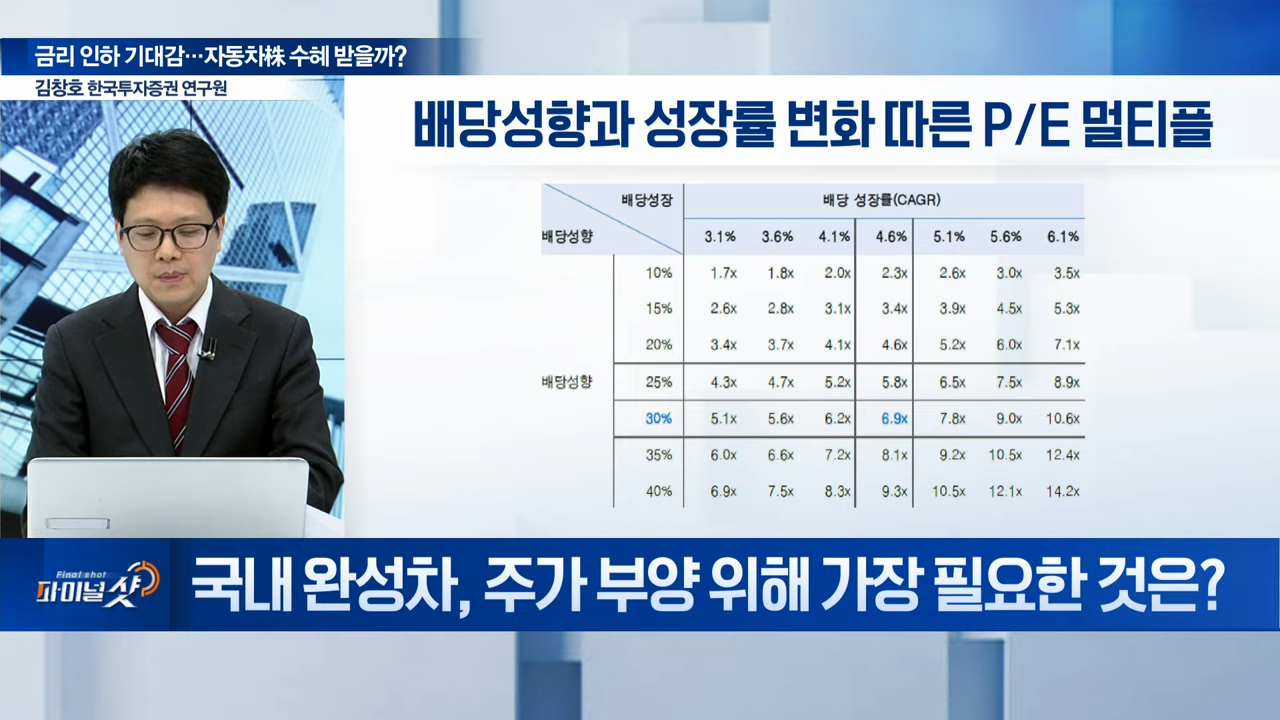 금리 인하 기대감…자동차株 수혜 받을까?
김창호 한국투자증권 연구원
배당성향과 성장률 변화 따른 P/E 멀티플
배당성장 배당 성장률(CAGR)
배당성향 3.1% 3.6% 4.1% 4.6% 5.1% 5.6% 6.1%
10% 1.7x 1.8x 2.0x 2.3x 2.6x 3.0x 3.5x
15% 2.6x 2.8x 3.1x 3.4x 3.9x 4.5x 5.3x
20% 3.4x 3.7x 4.1x 4.6x 5.2x 6.0x 7.1x
배당성향 25% 4.3x 4.7x 5.2x 5.8x 6.5x 7.5x 8.9x
30% 5.1x 5.6x 6.2x 6.9x 7.8x 9.0x 10.6x
35% 6.0x 6.6x 7.2x 8.1x 9.2x 10.5x 12.4x
40% 6.9x 7.5x 8.3x 9.3x 10.5x 12.1x 14.2x
Final shot
파이널샷
국내 완성차, 주가 부양 위해 가장 필요한 것은?